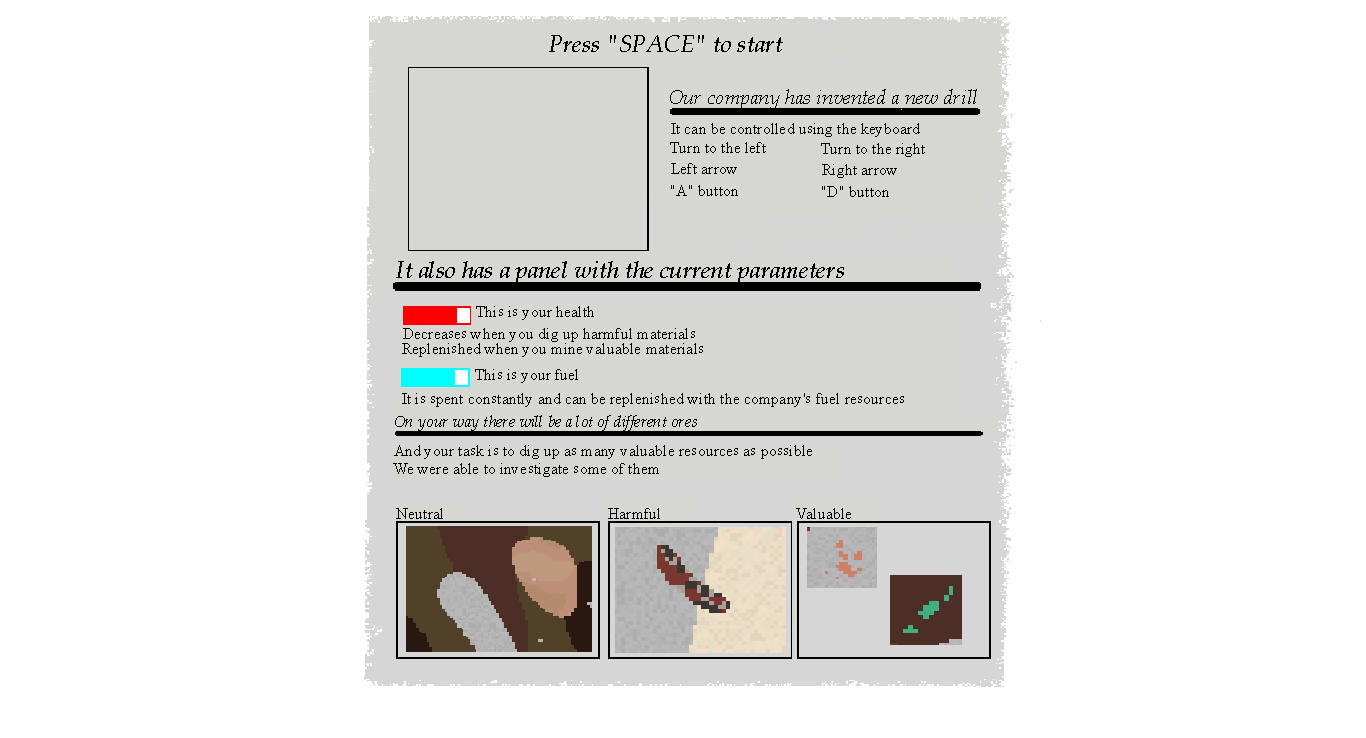 Press "SPACE" to start
Our company has invented a new drill
It can be controlled using the keyboard
Turn to the left
Turn to the right
Left arrow
Right arrow
"A" button
"D" button
It also has a panel with the current parameters
This is your health
Decreases when you dig up harmful materials
Replenished when you mine valuable materials
This is your fuel
It is spent constantly and can be replenished with the company's fuel resources
On your way there will be a lot of different ores
And your task is to dig up as many valuable resources as possible
We were able to investigate some of them
Neutral
Harmful
Valuable